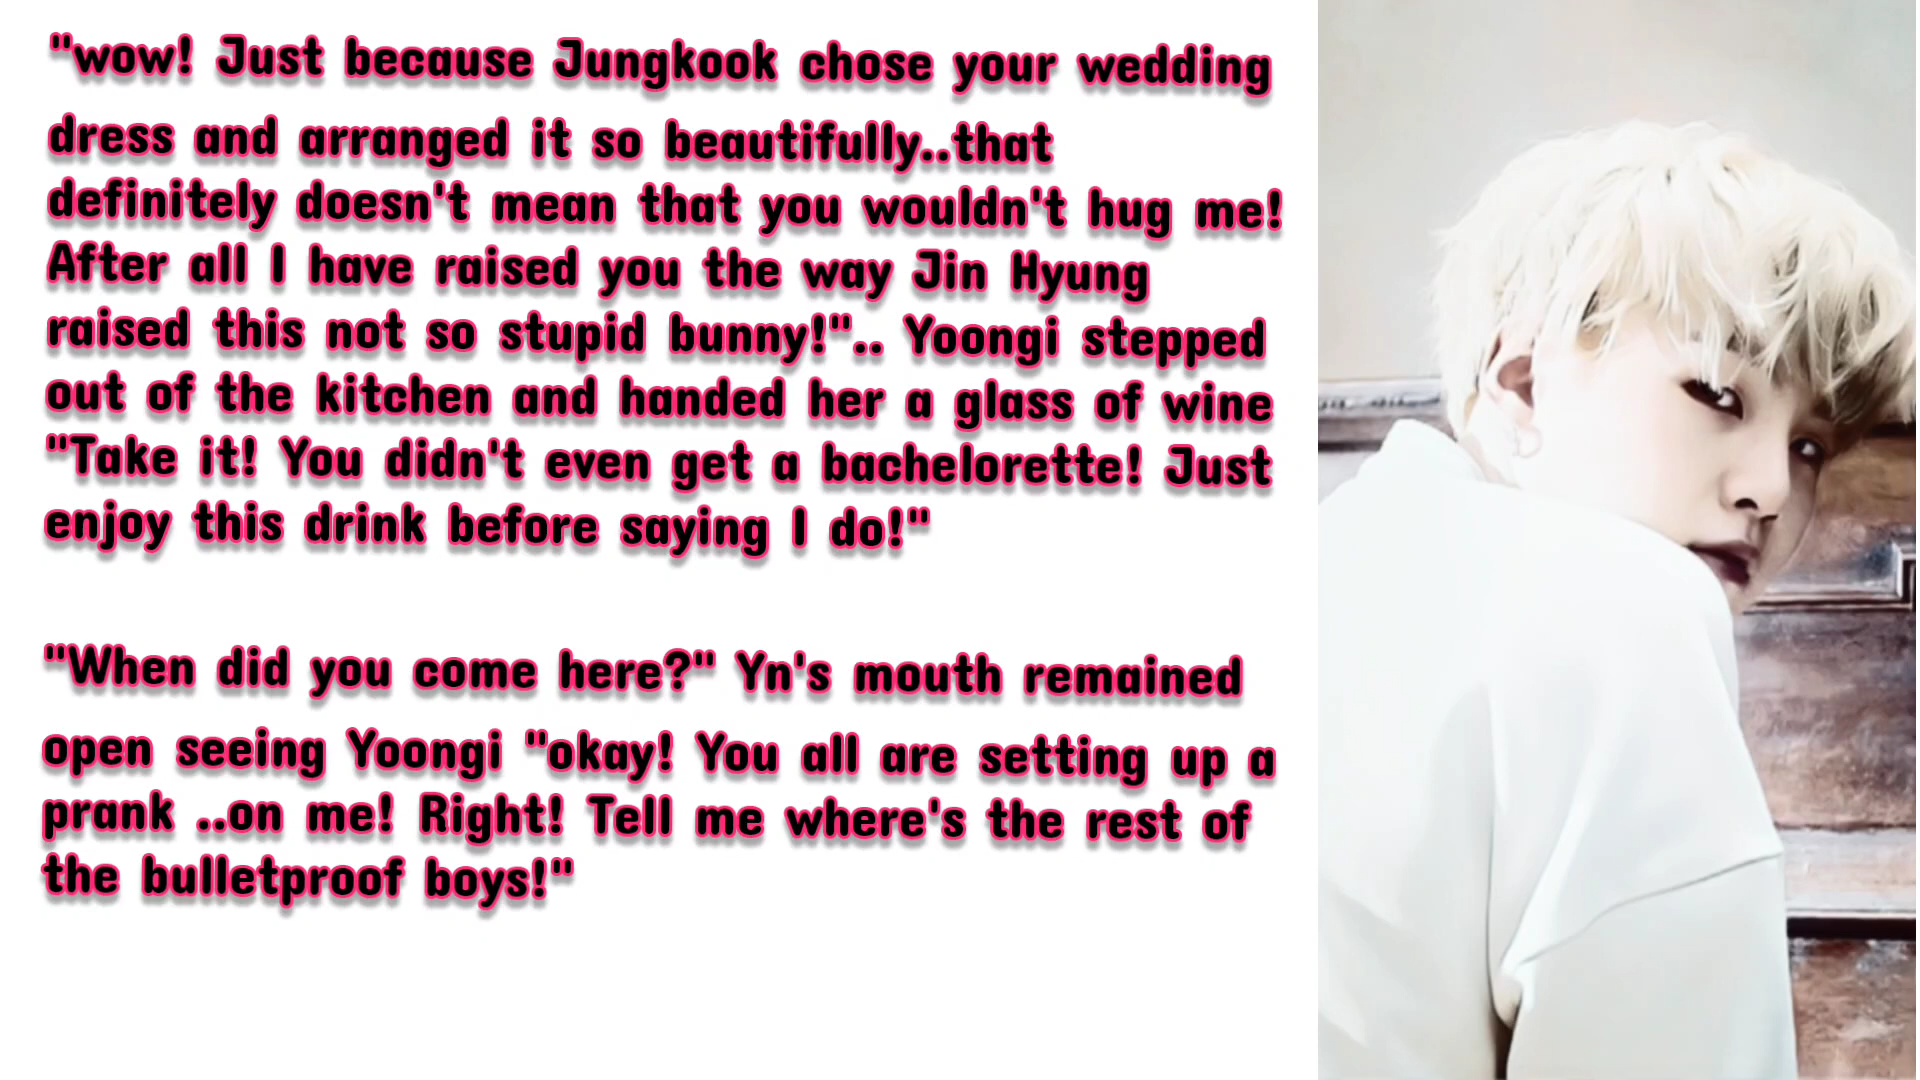 "wow! Just because Jungkook chose your wedding
dress and arranged it so beautifully..that
definitely doesn't mean that you wouldn't hug me!
After all I have raised you the way Jin Hyung
raised this not so stupid bunny!".. Yoongi stepped
out of the kitchen and handed her a glass of wine
"Take it! You didn't even get a bachelorette! Just
enjoy this drink before saying I do!"
"When did you come here?" Yn's mouth remained
open seeing Yoongi "okay! You all are setting up a
prank ..on me! Right! Tell me where's the rest of
the bulletproof boys!"